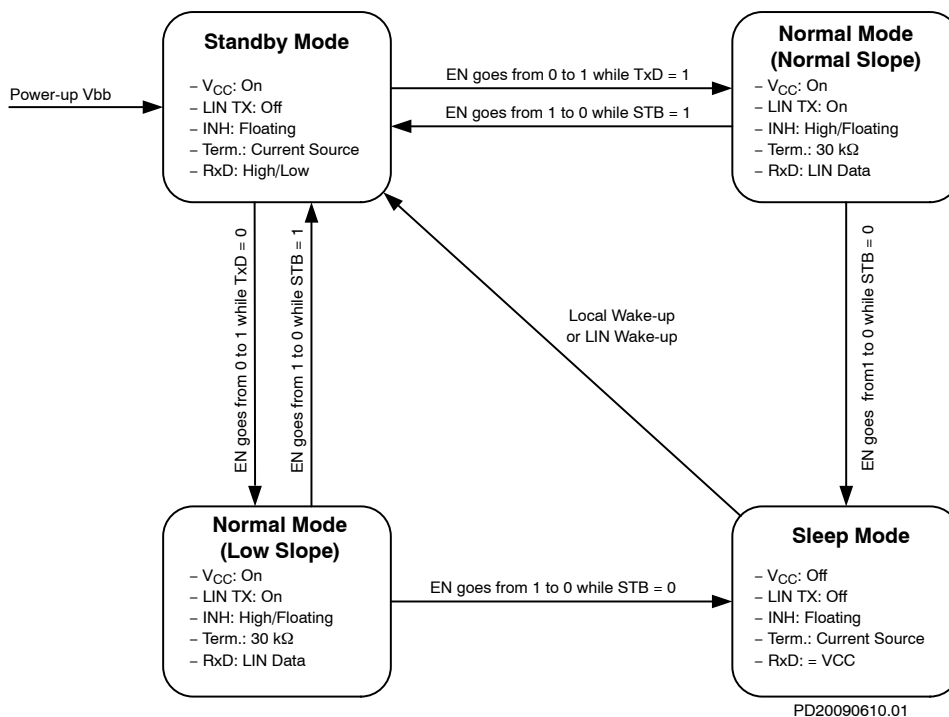 Power-up Vbb
Standby Mode
– VCC: On
– LIN TX: Off
– INH: Floating
– Term.: Current Source
– RxD: High/Low
EN goes from 0 to 1 while TxD = 1
EN goes from 1 to 0 while STB = 1
Normal Mode
(Normal Slope)
– VCC: On
– LIN TX: On
– INH: High/Floating
– Term.: 30 kΩ
– RxD: LIN Data
EN goes from 0 to 1 while TxD = 0
EN goes from 1 to 0 while STB = 1
Local Wake-up
or LIN Wake-up
EN goes from1 to 0 while STB = 0
Normal Mode
(Low Slope)
– VCC: On
– LIN TX: On
– INH: High/Floating
– Term.: 30 kΩ
– RxD: LIN Data
EN goes from 1 to 0 while STB = 0
Sleep Mode
– VCC: Off
– LIN TX: Off
– INH: Floating
– Term.: Current Source
– RxD: = VCC
PD20090610.01